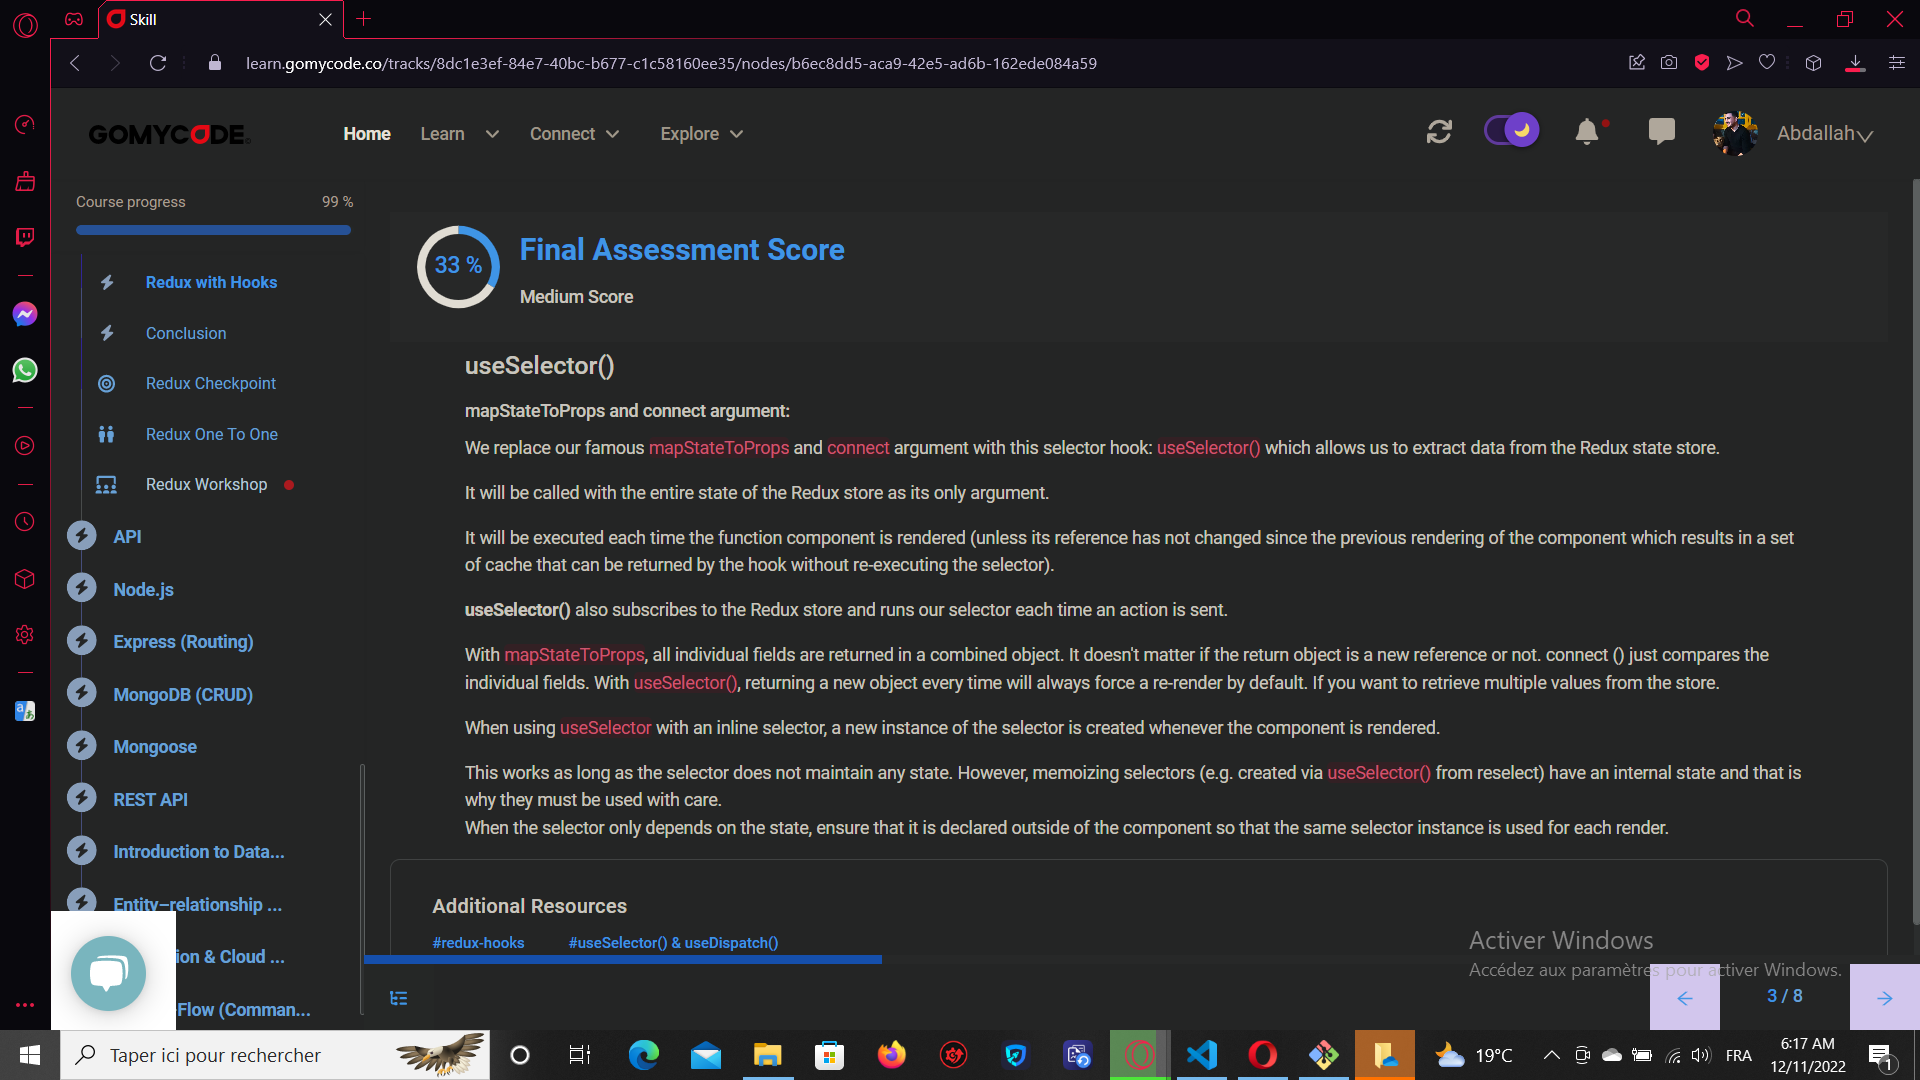 Skill
learn.gomycode.co/tracks/8dc1e3ef-84e7-40bc-b677-c1c58160ee35/nodes/b6ec8dd5-aca9-42e5-ad6b-162ede084a59
GOMYCODE
Home
Learn
Connect
Explore
Abdallah
Course progress
99 %
Redux with Hooks
Conclusion
Redux Checkpoint
Redux One To One
Redux Workshop
API
Node.js
Express (Routing)
MongoDB (CRUD)
Mongoose
REST API
Introduction to Data...
Entity–relationship ...
ion & Cloud ...
-Flow (Comman...
33 %
Final Assessment Score
Medium Score
useSelector()
mapStateToProps and connect argument:
We replace our famous mapStateToProps and connect argument with this selector hook: useSelector() which allows us to extract data from the Redux state store.
It will be called with the entire state of the Redux store as its only argument.
It will be executed each time the function component is rendered (unless its reference has not changed since the previous rendering of the component which results in a set
of cache that can be returned by the hook without re-executing the selector).
useSelector() also subscribes to the Redux store and runs our selector each time an action is sent.
With mapStateToProps, all individual fields are returned in a combined object. It doesn't matter if the return object is a new reference or not. connect () just compares the
individual fields. With useSelector(), returning a new object every time will always force a re-render by default. If you want to retrieve multiple values from the store.
When using useSelector with an inline selector, a new instance of the selector is created whenever the component is rendered.
This works as long as the selector does not maintain any state. However, memoizing selectors (e.g. created via useSelector() from reselect) have an internal state and that is
why they must be used with care.
When the selector only depends on the state, ensure that it is declared outside of the component so that the same selector instance is used for each render.
Additional Resources
#redux-hooks
#useSelector() & useDispatch()
Activer Windows
Accédez aux paramètres pour activer Windows.
3 / 8
Taper ici pour rechercher
19°C
FRA
6:17 AM
12/11/2022
1